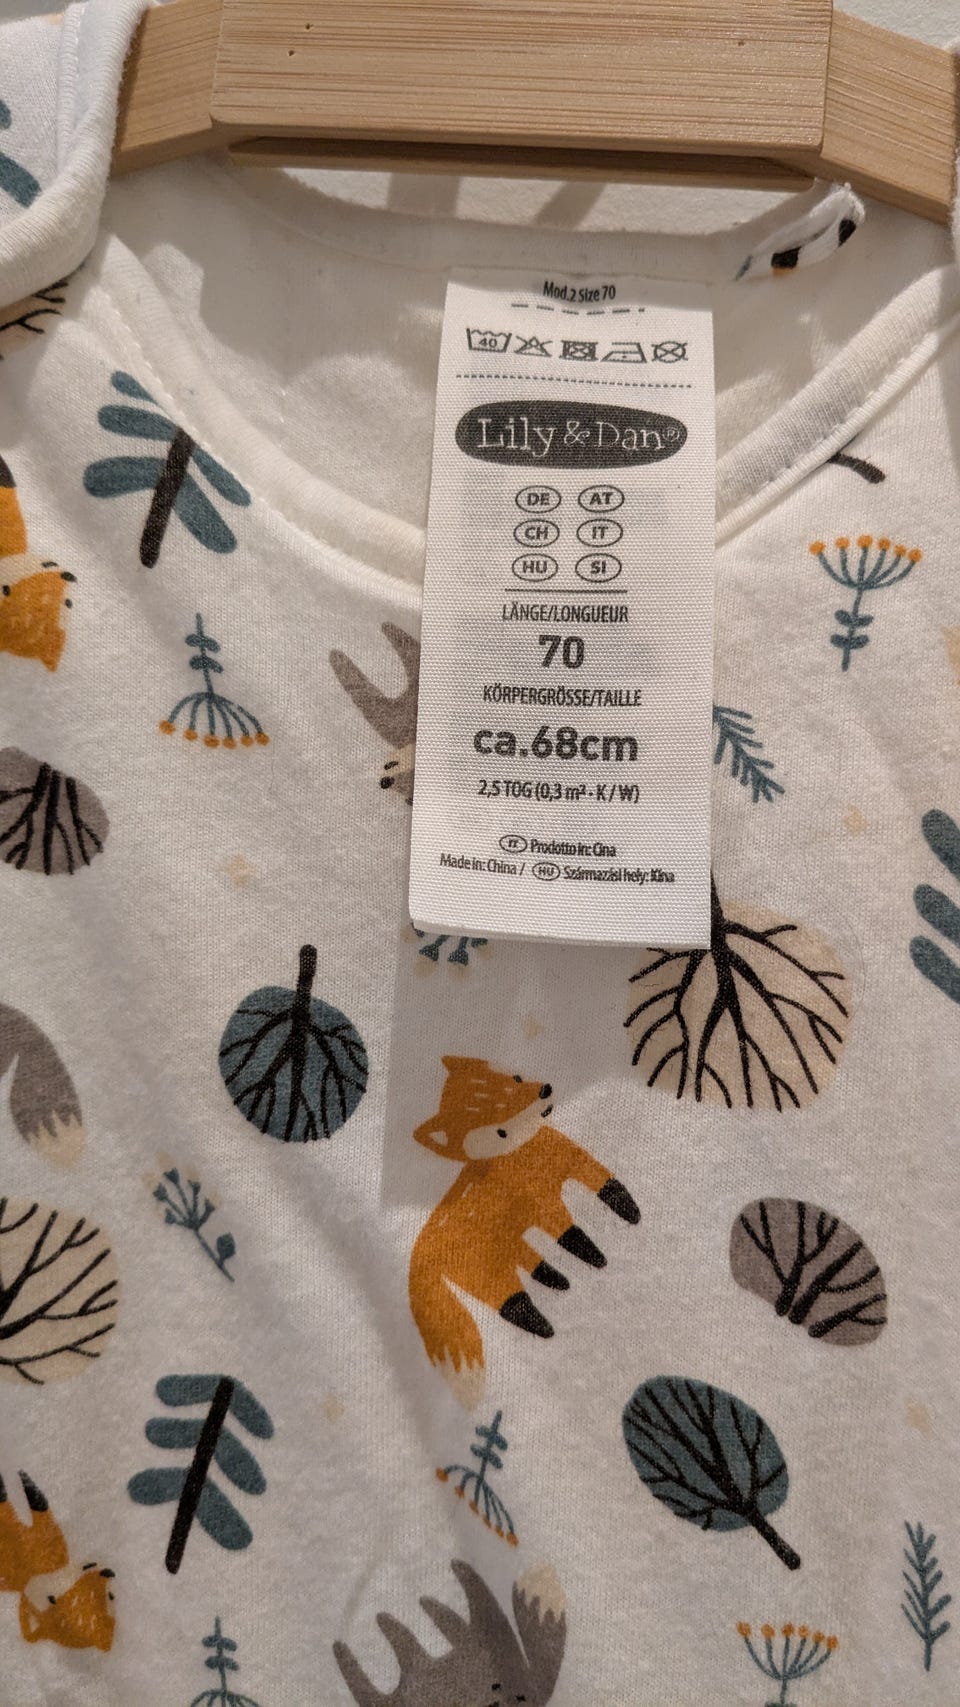 Mod.2 Size 70
40
Lily & Dan®
DE AT
CH IT
HU SI
LÄNGE/LONGUEUR
70
KÖRPERGRÖSSE/TAILLE
ca.68cm
2,5 TOG (0,3 m² · K / W)
IT Prodotto in: Cina
Made in: China / HU Származási hely: Kína